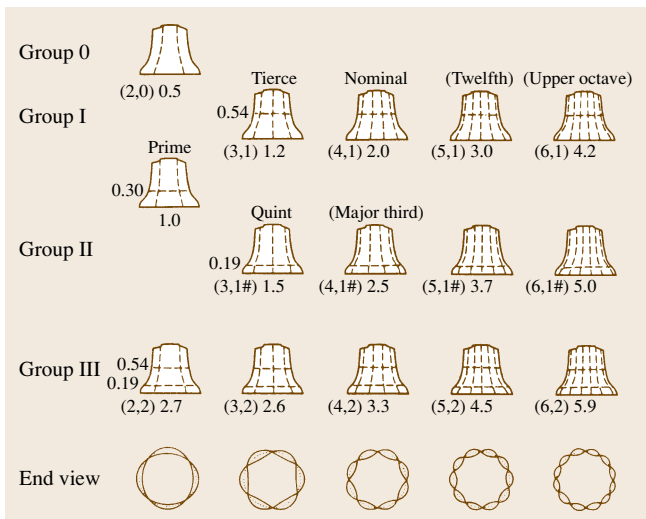 Group 0
(2,0) 0.5
Tierce Nominal (Twelfth) (Upper octave)
Group I
0.54
(3,1) 1.2 (4,1) 2.0 (5,1) 3.0 (6,1) 4.2
Prime
0.30
1.0
Quint (Major third)
Group II
0.19
(3,1#) 1.5 (4,1#) 2.5 (5,1#) 3.7 (6,1#) 5.0
Group III
0.54
0.19
(2,2) 2.7 (3,2) 2.6 (4,2) 3.3 (5,2) 4.5 (6,2) 5.9
End view